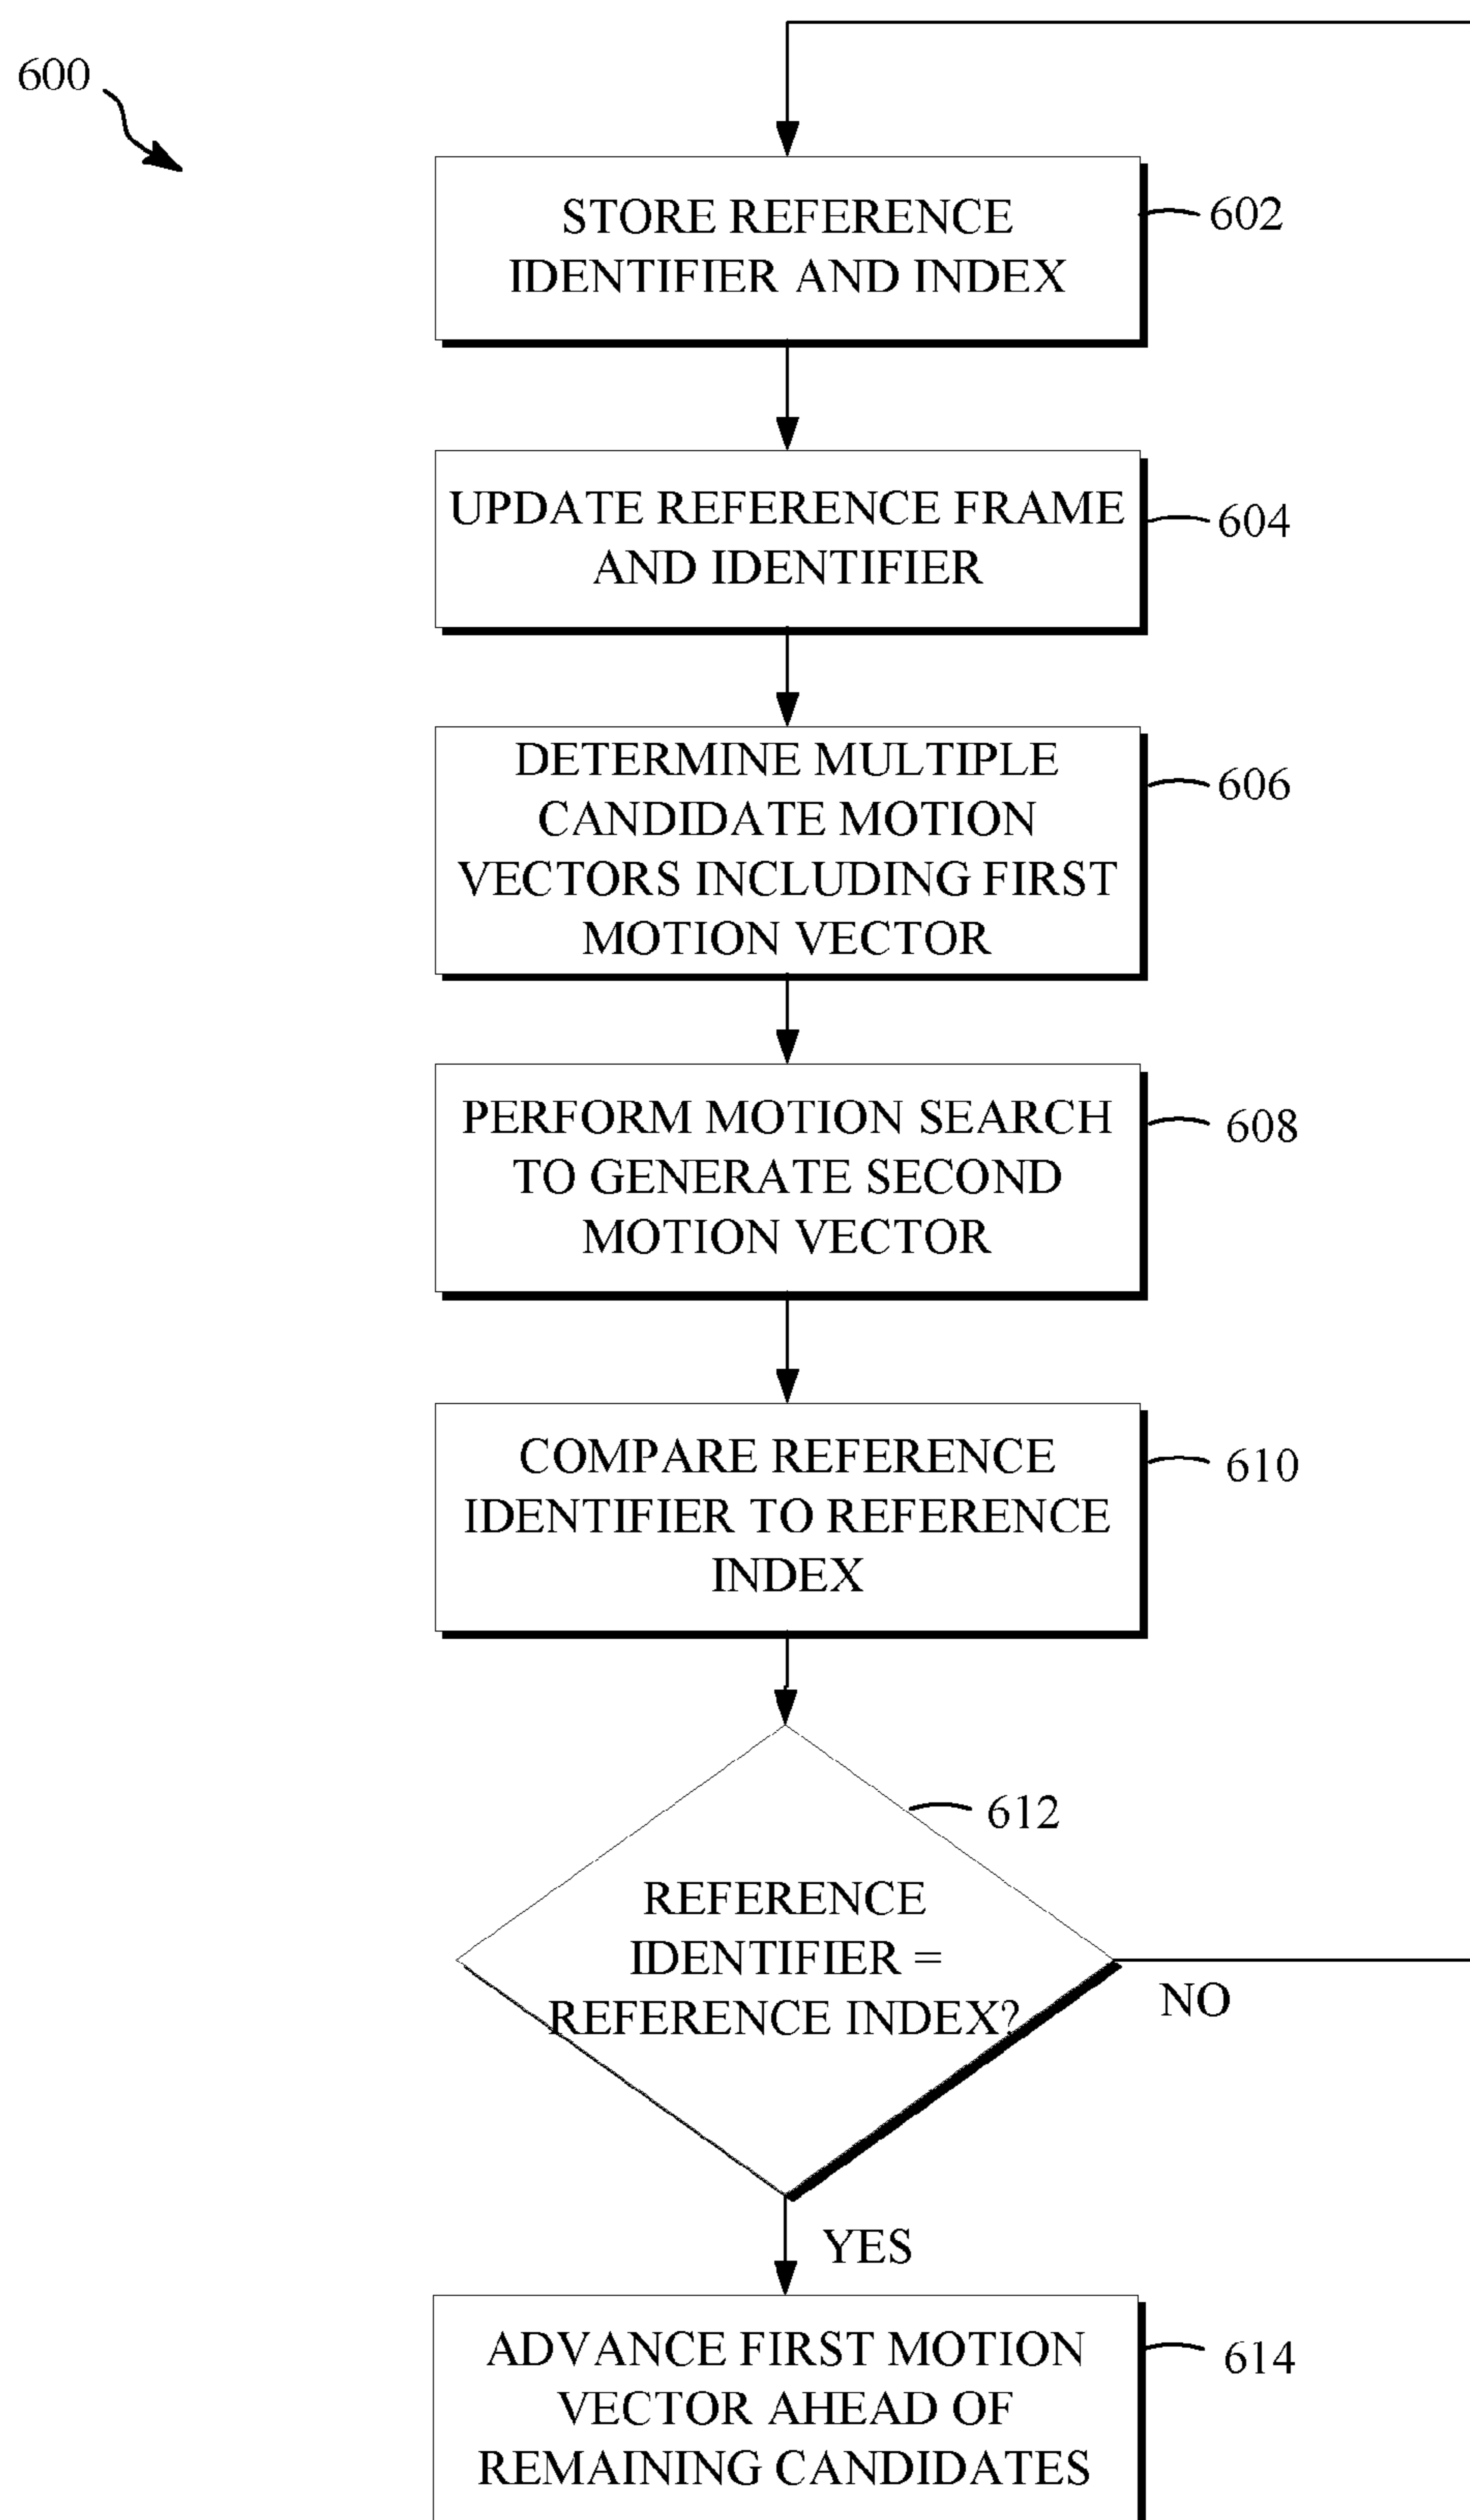 600
STORE REFERENCE
IDENTIFIER AND INDEX
602
UPDATE REFERENCE FRAME
AND IDENTIFIER
604
DETERMINE MULTIPLE
CANDIDATE MOTION
VECTORS INCLUDING FIRST
MOTION VECTOR
606
PERFORM MOTION SEARCH
TO GENERATE SECOND
MOTION VECTOR
608
COMPARE REFERENCE
IDENTIFIER TO REFERENCE
INDEX
610
612
REFERENCE
IDENTIFIER =
REFERENCE INDEX?
NO
YES
ADVANCE FIRST MOTION
VECTOR AHEAD OF
REMAINING CANDIDATES
614